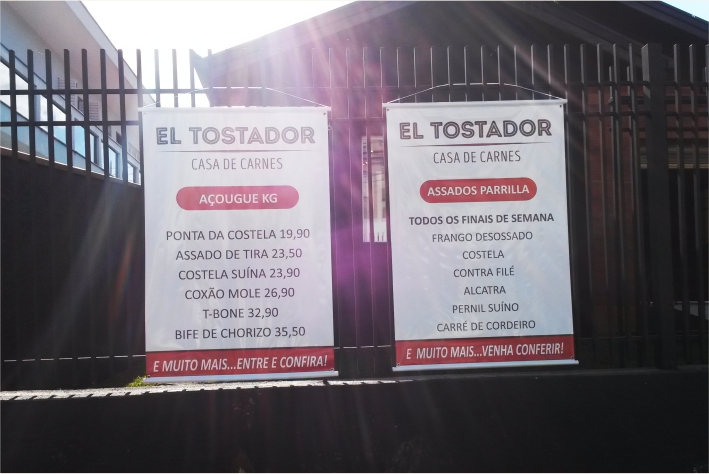 EL TOSTADOR
CASA DE CARNES
AÇOUGUE KG
PONTA DA COSTELA 19,90
ASSADO DE TIRA 23,50
COSTELA SUÍNA 23,90
COXÃO MOLE 26,90
T-BONE 32,90
BIFE DE CHORIZO 35,50
E MUITO MAIS...ENTRE E CONFIRA!
EL TOSTADOR
CASA DE CARNES
ASSADOS PARRILLA
TODOS OS FINAIS DE SEMANA
FRANGO DESOSSADO
COSTELA
CONTRA FILÉ
ALCATRA
PERNIL SUÍNO
CARRÉ DE CORDEIRO
E MUITO MAIS...VENHA CONFERIR!